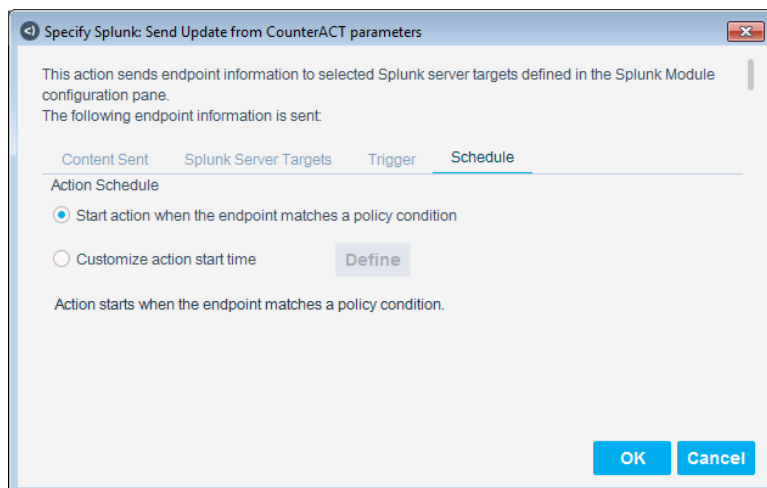 Specify Splunk: Send Update from CounterACT parameters
This action sends endpoint information to selected Splunk server targets defined in the Splunk Module
configuration pane.
The following endpoint information is sent:
Content Sent Splunk Server Targets Trigger Schedule
Action Schedule
Start action when the endpoint matches a policy condition
Customize action start time Define
Action starts when the endpoint matches a policy condition.
OK Cancel